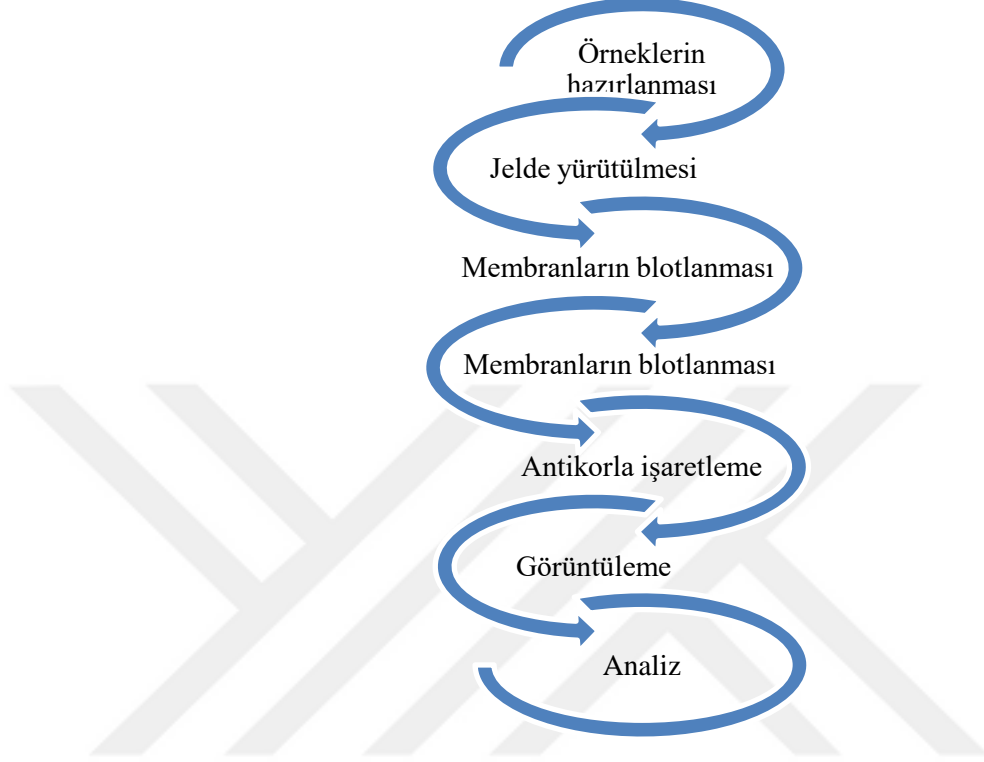 Örneklerin
hazırlanması
Jelde yürütülmesi
Membranların blotlanması
Membranların blotlanması
Antikorla işaretleme
Görüntüleme
Analiz